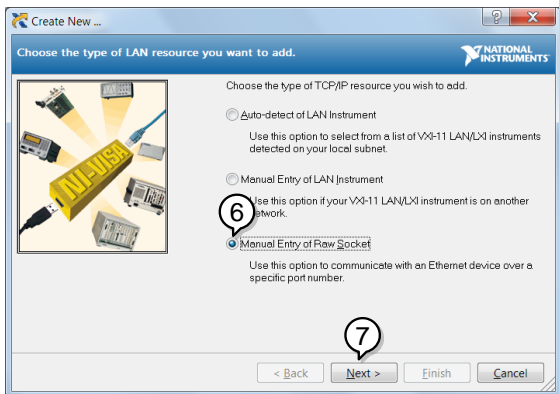 Create New ...
Choose the type of LAN resource you want to add.
NATIONAL
INSTRUMENTS
Choose the type of TCP/IP resource you wish to add.
Auto-detect of LAN Instrument
Use this option to select from a list of VXI-11 LAN/LXI instruments
detected on your local subnet.
Manual Entry of LAN Instrument
Use this option if your VXI-11 LAN/LXI instrument is on another
network.
6
Manual Entry of Raw Socket
Use this option to communicate with an Ethernet device over a
specific port number.
NI-VISA
7
< Back
Next >
Finish
Cancel